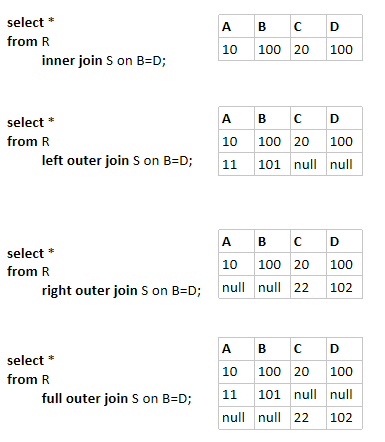 select *
from R
inner join S on B=D;
A B C D
10 100 20 100
select *
from R
left outer join S on B=D;
A B C D
10 100 20 100
11 101 null null
select *
from R
right outer join S on B=D;
A B C D
10 100 20 100
null null 22 102
select *
from R
full outer join S on B=D;
A B C D
10 100 20 100
11 101 null null
null null 22 102